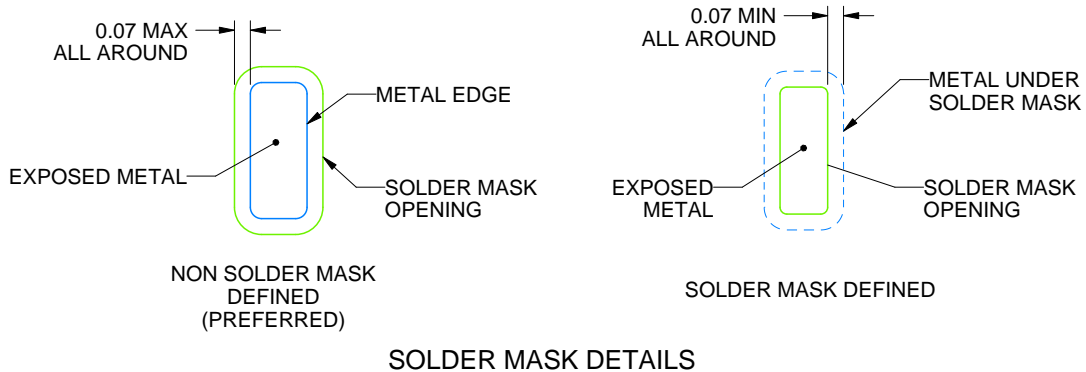 0.07 MAX
ALL AROUND
METAL EDGE
EXPOSED METAL
SOLDER MASK
OPENING
NON SOLDER MASK
DEFINED
(PREFERRED)
0.07 MIN
ALL AROUND
METAL UNDER
SOLDER MASK
EXPOSED
METAL
SOLDER MASK
OPENING
SOLDER MASK DEFINED
SOLDER MASK DETAILS